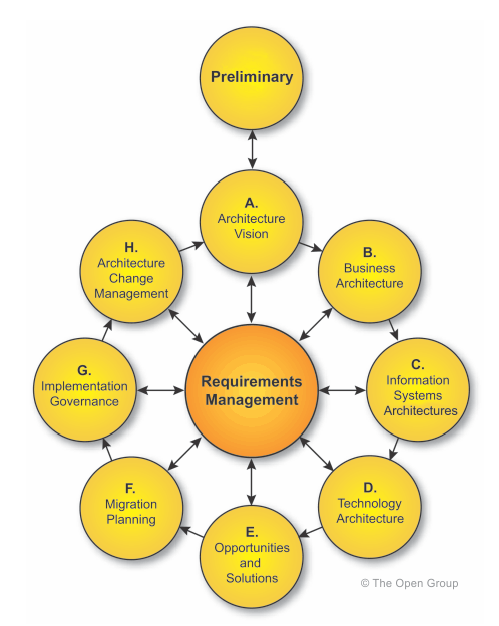 Preliminary
A.
Architecture
Vision
B.
Business
Architecture
C.
Information
Systems
Architectures
D.
Technology
Architecture
E.
Opportunities
and
Solutions
F.
Migration
Planning
G.
Implementation
Governance
H.
Architecture
Change
Management
Requirements
Management
© The Open Group